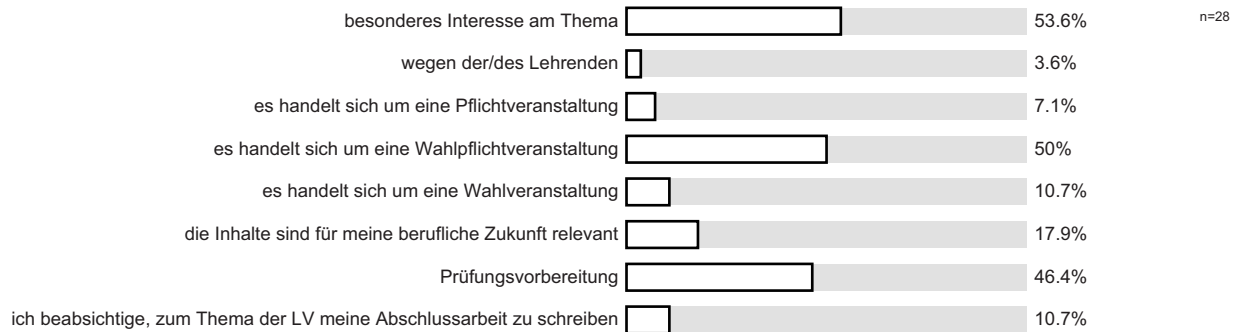 besonderes Interesse am Thema 53.6% n=28
wegen der/des Lehrenden 3.6%
es handelt sich um eine Pflichtveranstaltung 7.1%
es handelt sich um eine Wahlpflichtveranstaltung 50%
es handelt sich um eine Wahlveranstaltung 10.7%
die Inhalte sind für meine berufliche Zukunft relevant 17.9%
Prüfungsvorbereitung 46.4%
ich beabsichtige, zum Thema der LV meine Abschlussarbeit zu schreiben 10.7%